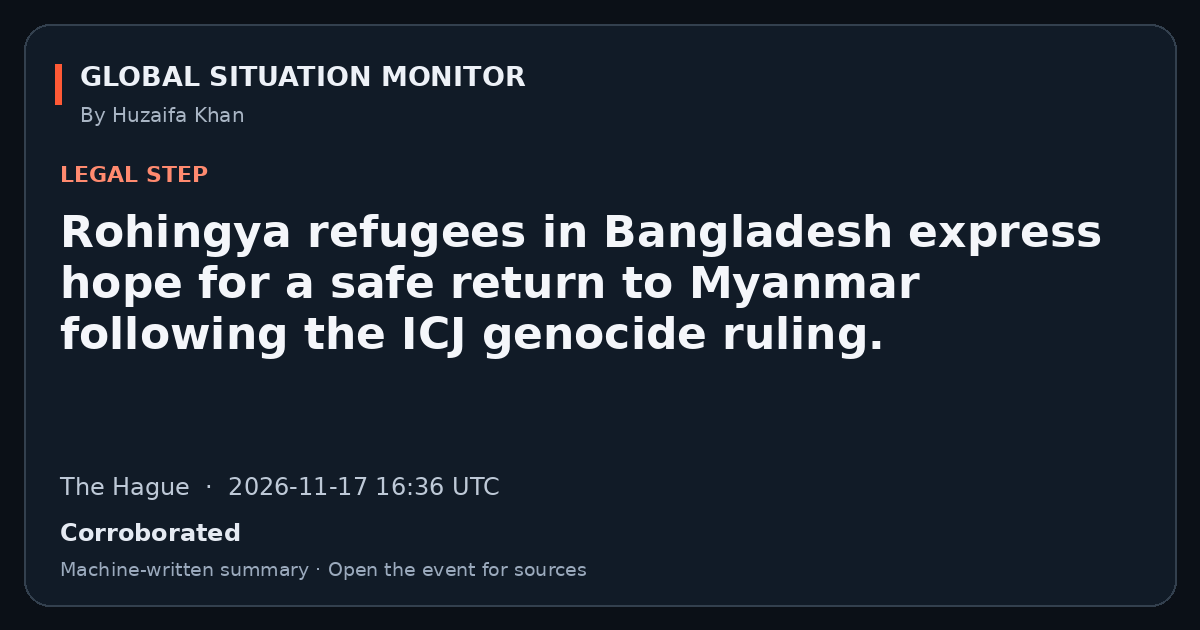 GLOBAL SITUATION MONITOR
By Huzaifa Khan
LEGAL STEP
Rohingya refugees in Bangladesh express
hope for a safe return to Myanmar
following the ICJ genocide ruling.
The Hague · 2026-11-17 16:36 UTC
Corroborated
Machine-written summary · Open the event for sources